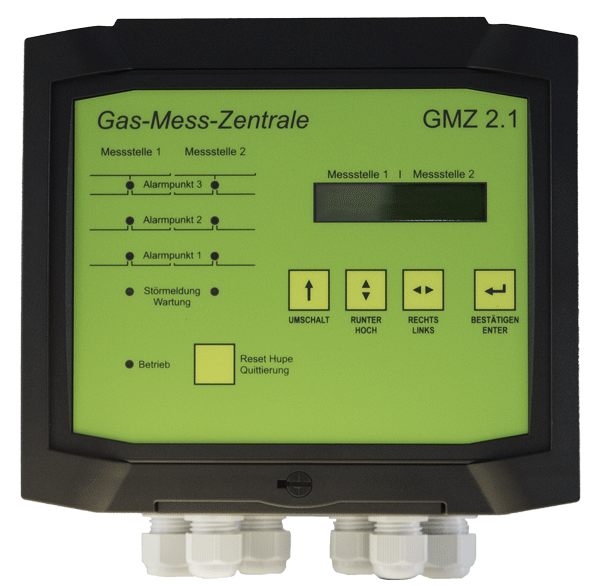 Gas-Mess-Zentrale
GMZ 2.1
Messstelle 1 Messstelle 2
Alarmpunkt 3
Alarmpunkt 2
Alarmpunkt 1
Störmeldung
Wartung
Betrieb
Reset Hupe
Quittierung
Messstelle 1 I Messstelle 2
UMSCHALT
RUNTER
HOCH
RECHTS
LINKS
BESTÄTIGEN
ENTER